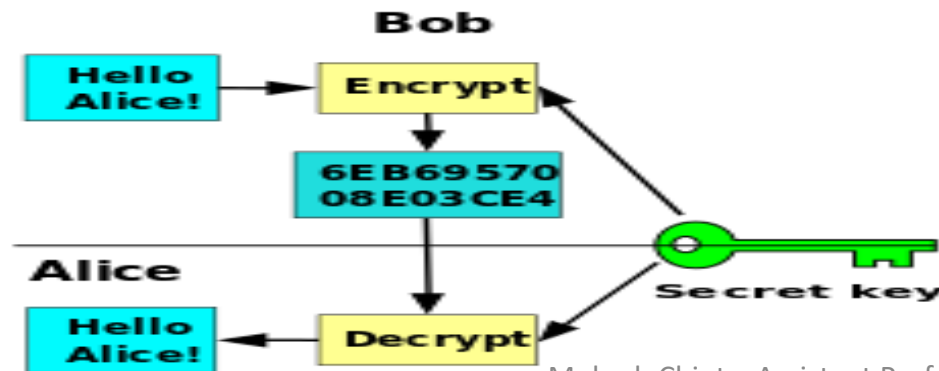 Bob
Hello
Alice!
Encrypt
6EB69570
08E03CE4
Alice
Secret key
Hello
Alice!
Decrypt